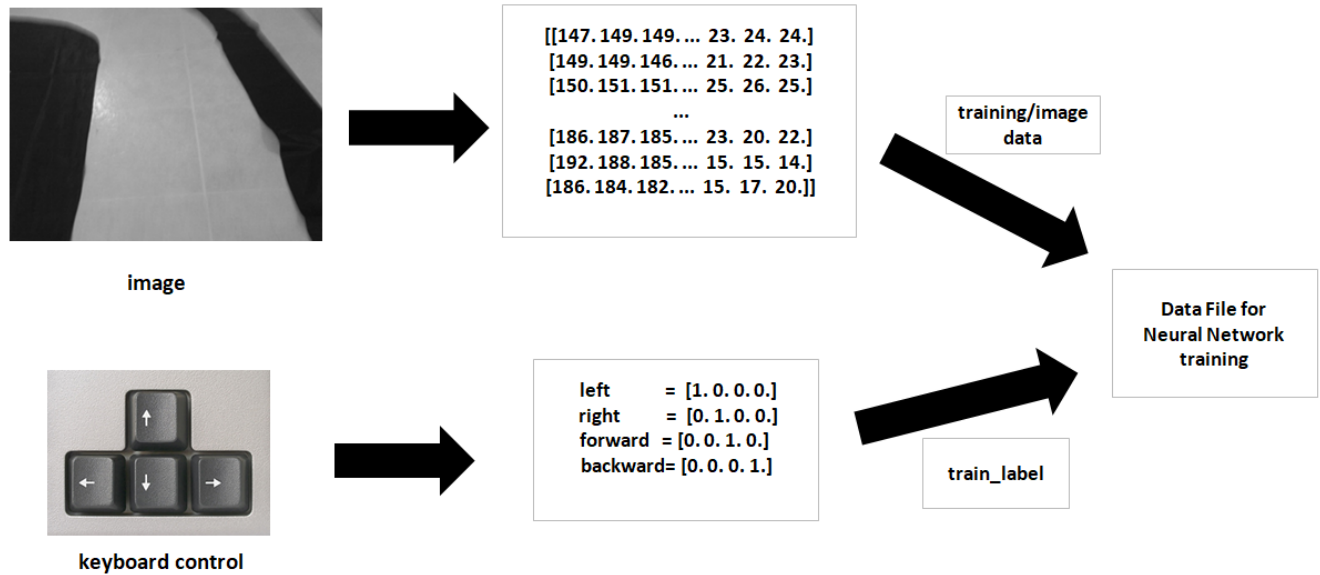 [[147. 149. 149. ... 23. 24. 24.]
[149. 149. 146. ... 21. 22. 23.]
[150. 151. 151. ... 25. 26. 25.]
...
[186. 187. 185. ... 23. 20. 22.]
[192. 188. 185. ... 15. 15. 14.]
[186. 184. 182. ... 15. 17. 20.]]
training/image
data
image
Data File for
Neural Network
training
left = [1. 0. 0. 0.]
right = [0. 1. 0. 0.]
forward = [0. 0. 1. 0.]
backward= [0. 0. 0. 1.]
train_label
keyboard control